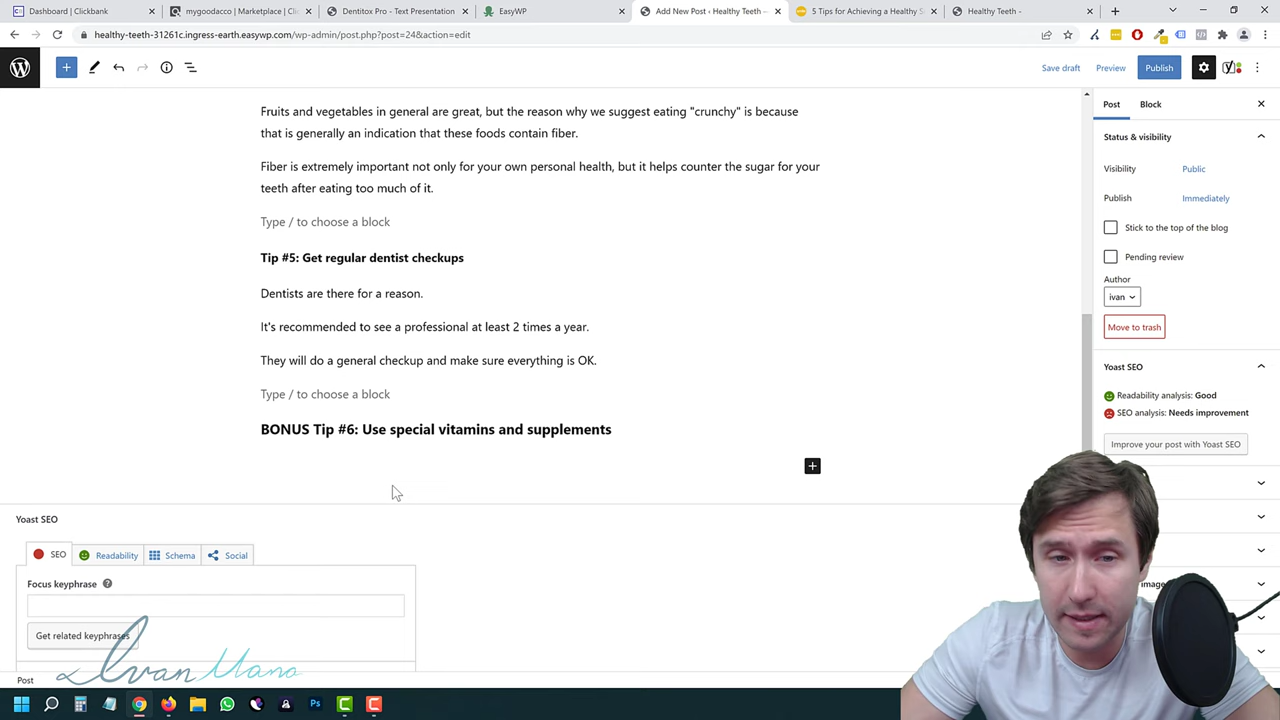 Dashboard | Clickbank
mygoodacco | Marketplace | Clic
Dentitox Pro - Text Presentation
EasyWP
Add New Post ‹ Healthy Teeth –
5 Tips for Achieving a Healthy S
Healthy Teeth -
healthy-teeth-31261c.ingress-earth.easywp.com/wp-admin/post.php?post=24&action=edit
Save draft
Preview
Publish
Fruits and vegetables in general are great, but the reason why we suggest eating "crunchy" is because
that is generally an indication that these foods contain fiber.
Fiber is extremely important not only for your own personal health, but it helps counter the sugar for your
teeth after eating too much of it.
Type / to choose a block
Tip #5: Get regular dentist checkups
Dentists are there for a reason.
It's recommended to see a professional at least 2 times a year.
They will do a general checkup and make sure everything is OK.
Type / to choose a block
BONUS Tip #6: Use special vitamins and supplements
Post
Block
Status & visibility
Visibility
Public
Publish
Immediately
Stick to the top of the blog
Pending review
Author
ivan
Move to trash
Yoast SEO
Readability analysis: Good
SEO analysis: Needs improvement
Improve your post with Yoast SEO
image
Yoast SEO
SEO
Readability
Schema
Social
Focus keyphrase
Get related keyphrases
Ivan Mana
Post